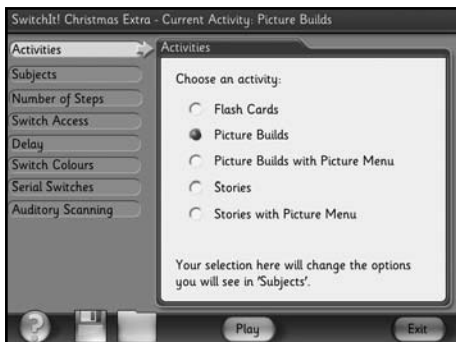 SwitchIt! Christmas Extra - Current Activity: Picture Builds
Activities
Subjects
Number of Steps
Switch Access
Delay
Switch Colours
Serial Switches
Auditory Scanning
Activities
Choose an activity:
Flash Cards
Picture Builds
Picture Builds with Picture Menu
Stories
Stories with Picture Menu
Your selection here will change the options
you will see in 'Subjects'.
?
Play
Exit